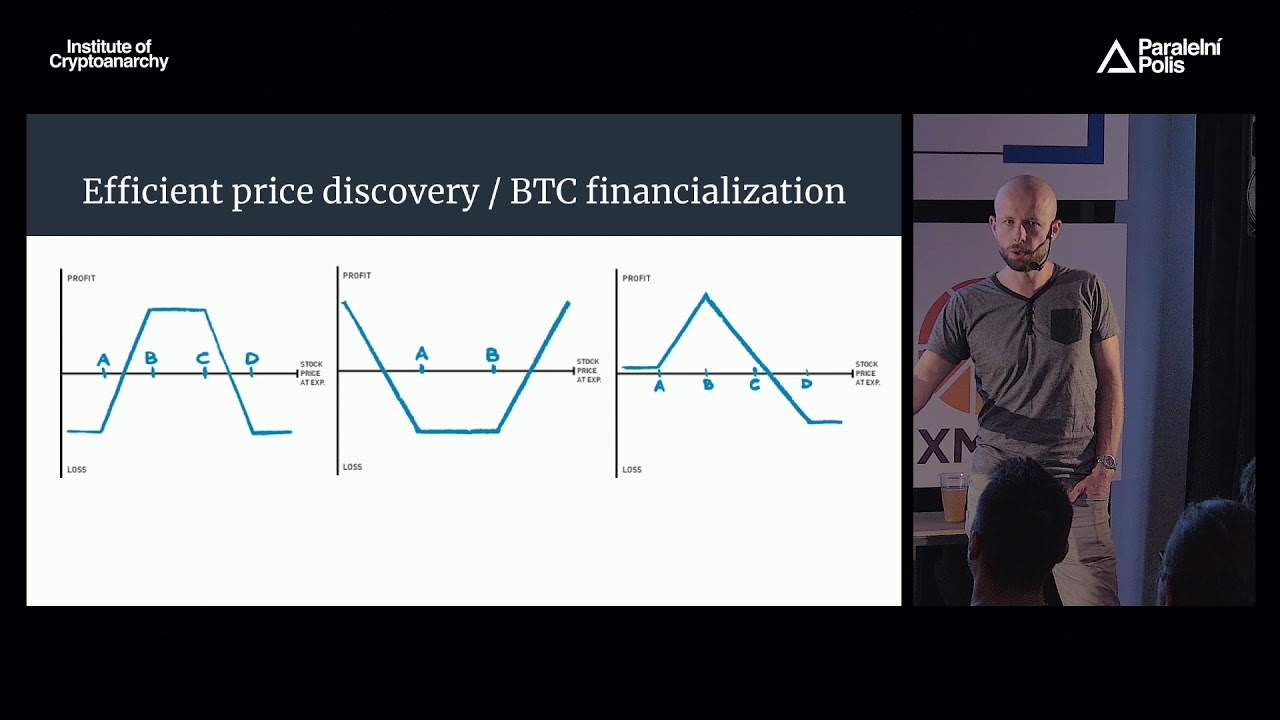 Institute of
Cryptoanarchy
Paralelní
Polis
Efficient price discovery / BTC financialization
PROFIT
A B C D
STOCK
PRICE
AT EXP.
LOSS
PROFIT
A B
STOCK
PRICE
AT EXP.
LOSS
PROFIT
A B C D
STOCK
PRICE
AT EXP.
LOSS
XM